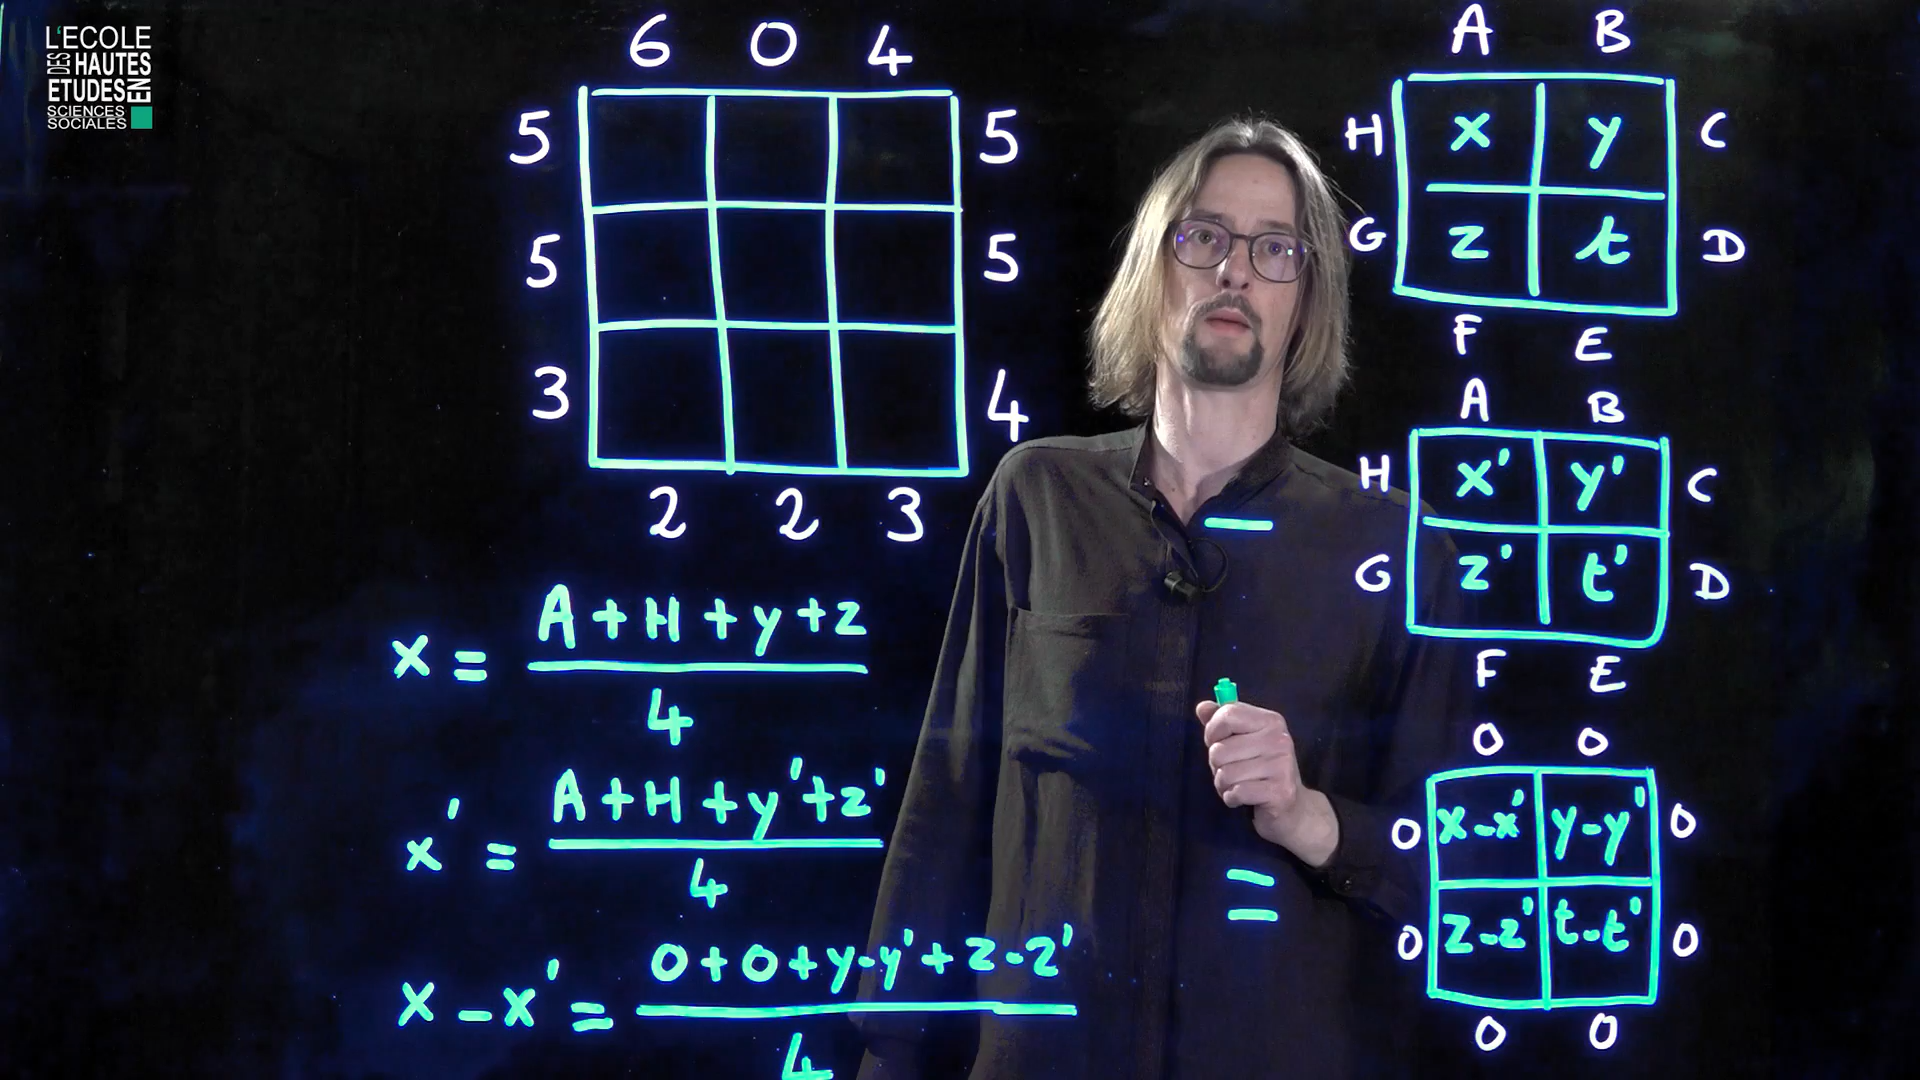 L'ECOLE
DES HAUTES
ETUDES EN
SCIENCES
SOCIALES
6 0 4
5 5
5 5
3 4
2 2 3
x = A + H + y + z
4
x' = A + H + y' + z'
4
x - x' = 0 + 0 + y - y' + z - z'
4
A B
H x y C
G z t D
F E
A B
H x' y' C
G z' t' D
F E
0 0
0 x-x' y-y' 0
0 z-z' t-t' 0
0 0